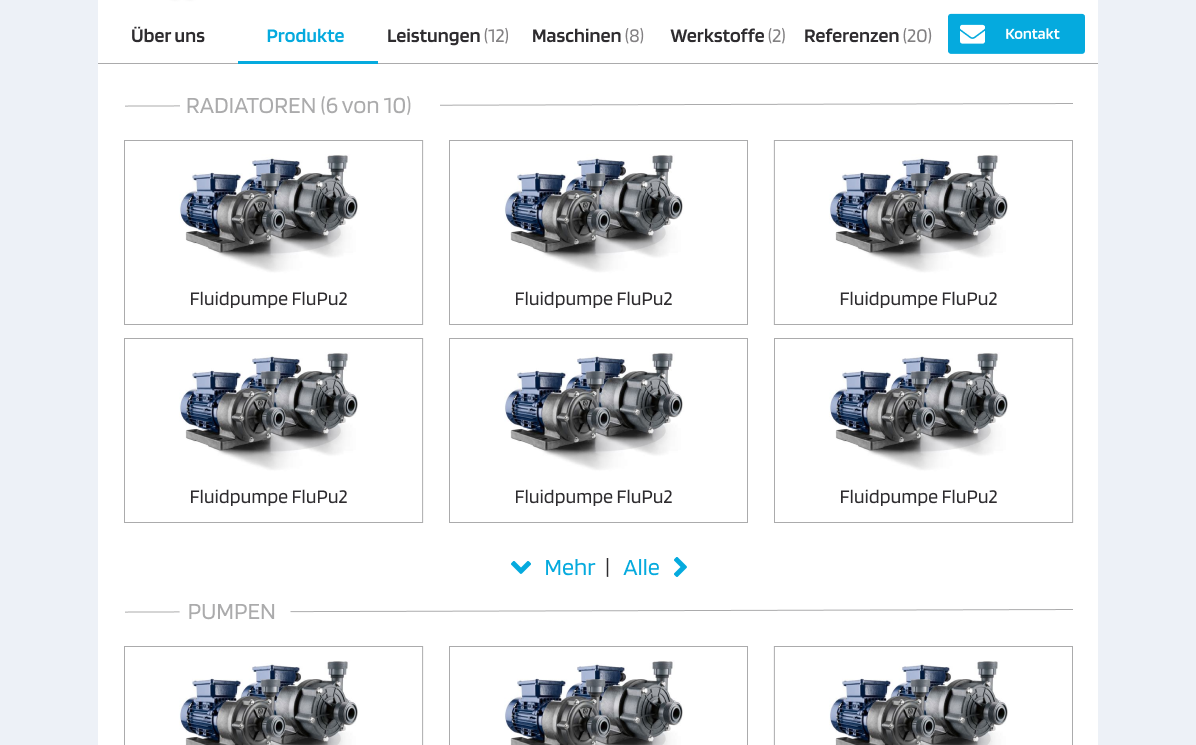 Über uns Produkte Leistungen (12) Maschinen (8) Werkstoffe (2) Referenzen (20) Kontakt
RADIATOREN (6 von 10)
Fluidpumpe FluPu2 Fluidpumpe FluPu2 Fluidpumpe FluPu2
Fluidpumpe FluPu2 Fluidpumpe FluPu2 Fluidpumpe FluPu2
Mehr | Alle
PUMPEN